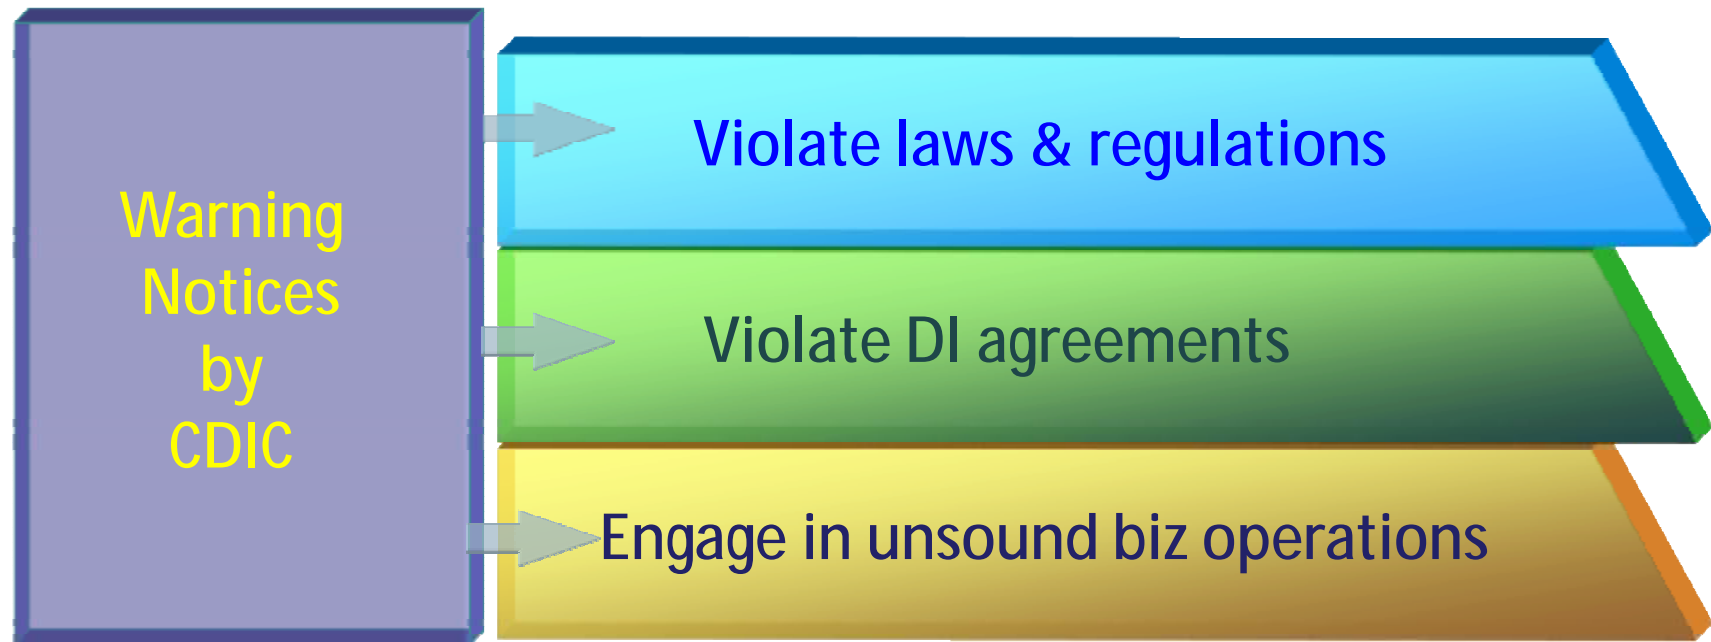 Warning
Notices
by
CDIC
Violate laws & regulations
Violate DI agreements
Engage in unsound biz operations